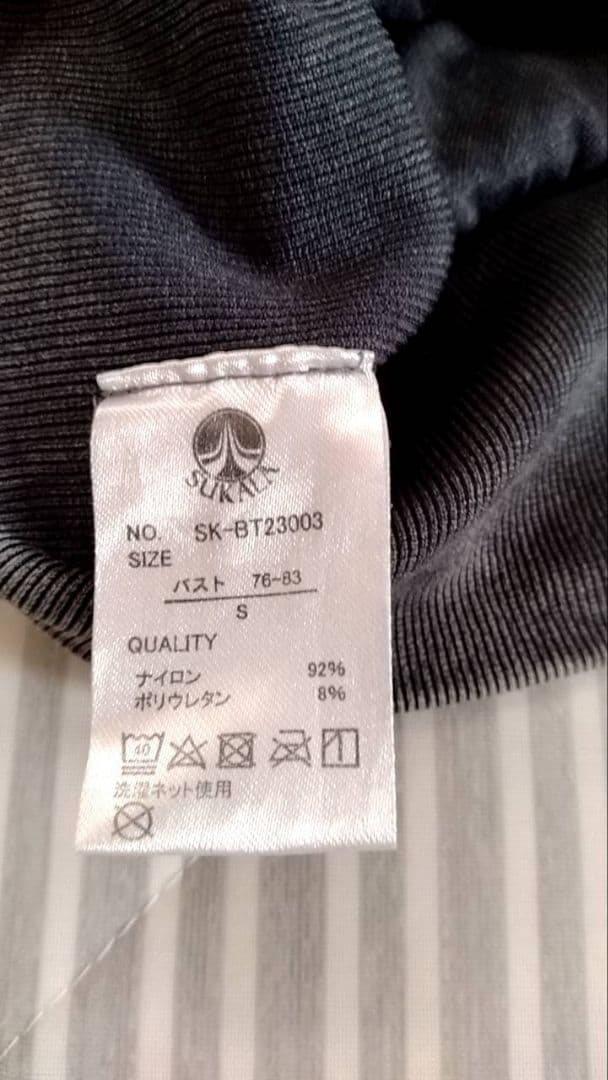 SUKALA
NO. SK-BT23003
SIZE
バスト 76-83
S
QUALITY
ナイロン 92%
ポリウレタン 8%
40
洗濯ネット使用